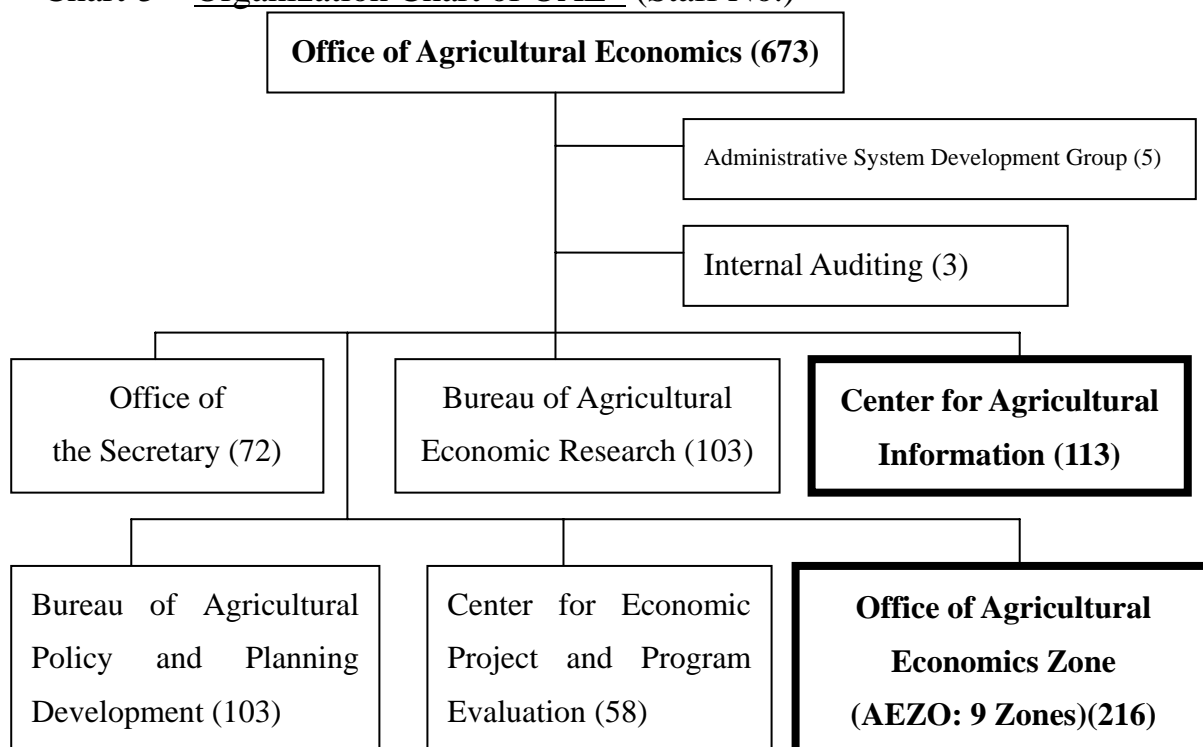 Office of Agricultural Economics (673)
Administrative System Development Group (5)
Internal Auditing (3)
Office of
the Secretary (72)
Bureau of Agricultural
Economic Research (103)
Center for Agricultural
Information (113)
Bureau of Agricultural
Policy and Planning
Development (103)
Center for Economic
Project and Program
Evaluation (58)
Office of Agricultural
Economics Zone
(AEZO: 9 Zones)(216)